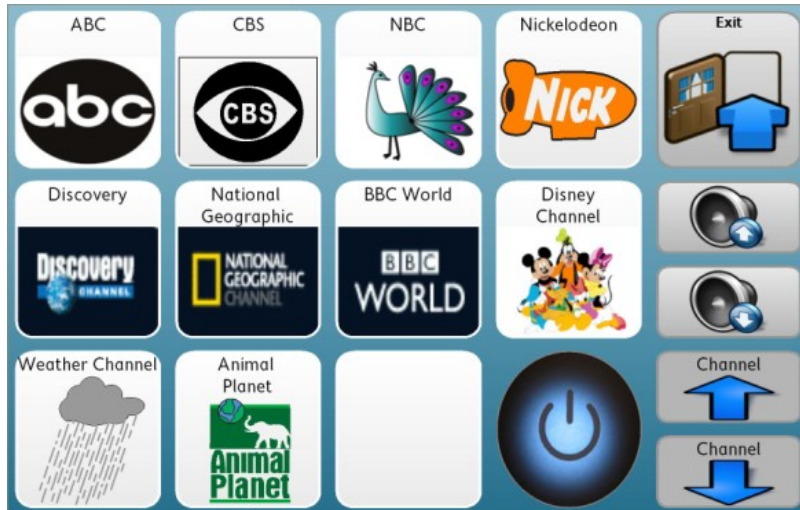 ABC
CBS
NBC
Nickelodeon
Exit
abc
CBS
NICK
Discovery
National
Geographic
BBC World
Disney
Channel
Discovery
CHANNEL
NATIONAL
GEOGRAPHIC
CHANNEL
BBC
WORLD
Weather Channel
Animal
Planet
Channel
Animal
Planet
Channel